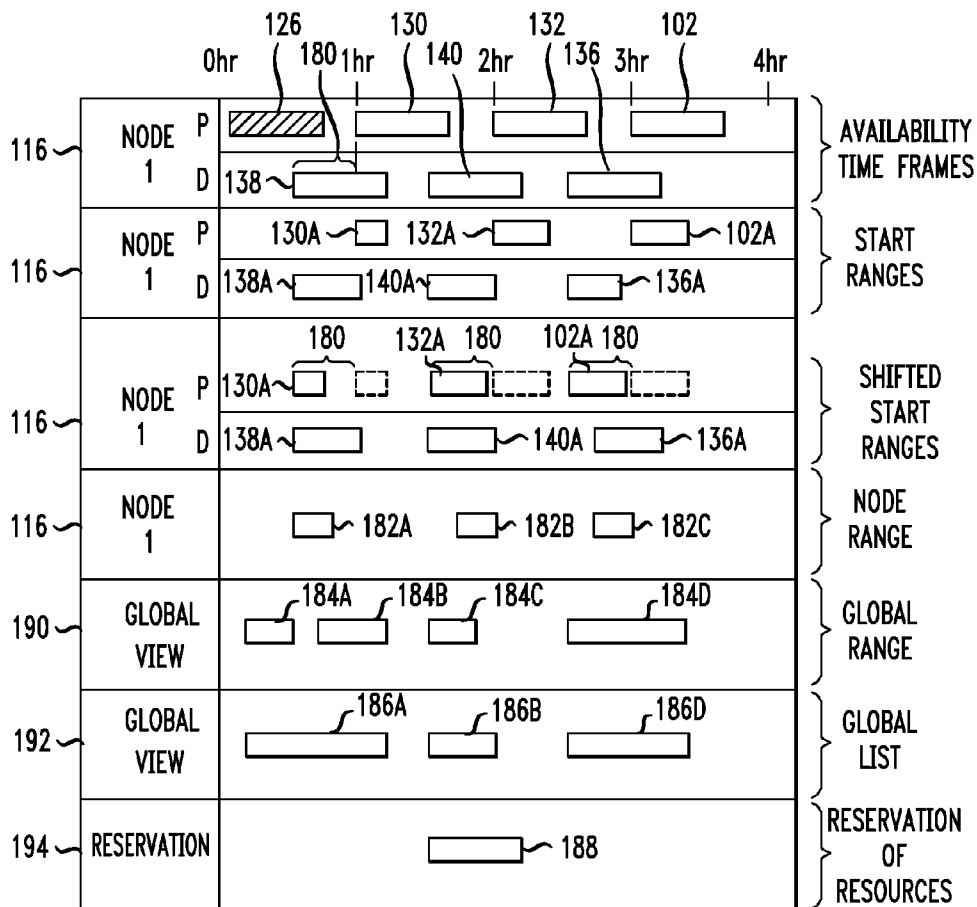 126 130 132 102
180 140 136
0hr 1hr 2hr 3hr 4hr
116 NODE 1 P D
138
AVAILABILITY
TIME FRAMES
116 NODE 1 P D
130A 132A 102A
138A 140A 136A
START
RANGES
116 NODE 1 P D
180 132A 180 102A 180
130A
138A 140A 136A
SHIFTED
START
RANGES
116 NODE 1
182A 182B 182C
NODE
RANGE
190 GLOBAL VIEW
184A 184B 184C 184D
GLOBAL
RANGE
192 GLOBAL VIEW
186A 186B 186D
GLOBAL
LIST
194 RESERVATION
188
RESERVATION
OF
RESOURCES